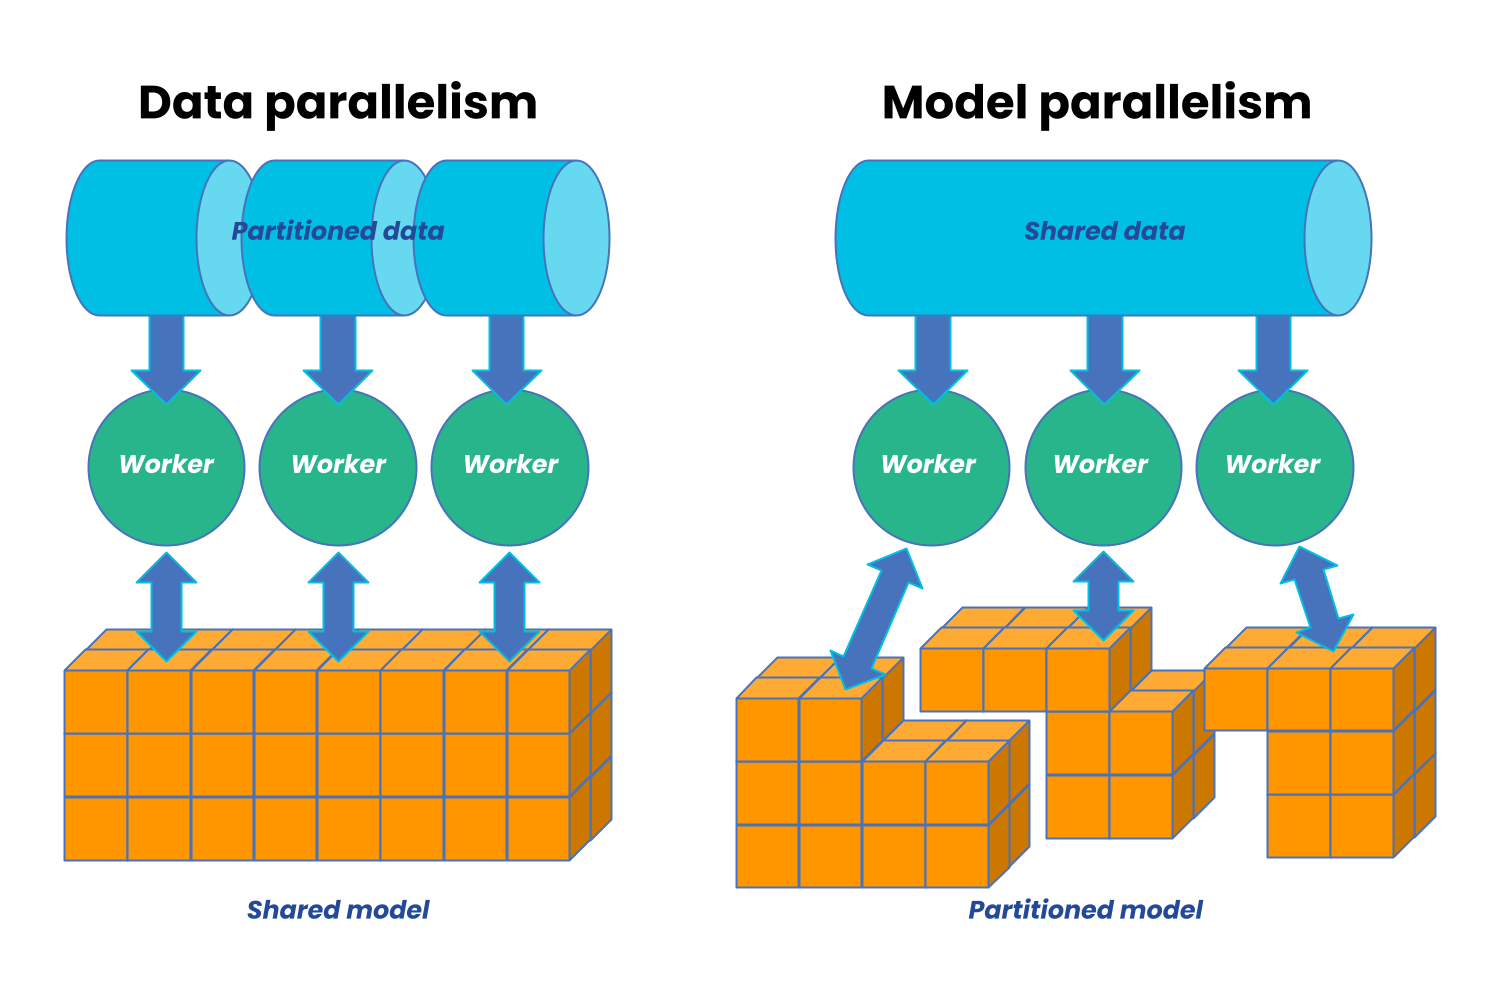 Data parallelism
Partitioned data
Worker
Worker
Worker
Shared model
Model parallelism
Shared data
Worker
Worker
Worker
Partitioned model